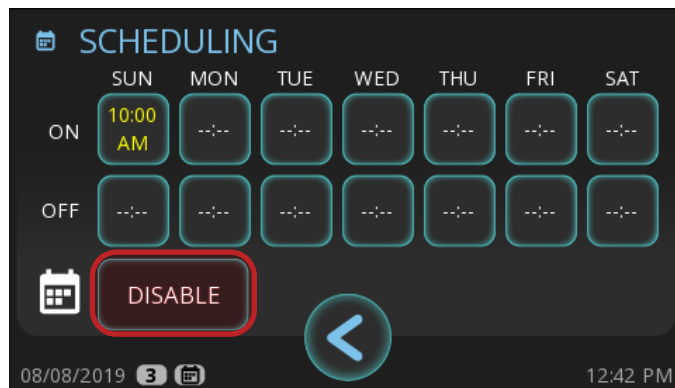 SCHEDULING
SUN MON TUE WED THU FRI SAT
ON 10:00 AM --:-- --:-- --:-- --:-- --:-- --:--
OFF --:-- --:-- --:-- --:-- --:-- --:-- --:--
DISABLE
08/08/2019 3 12:42 PM